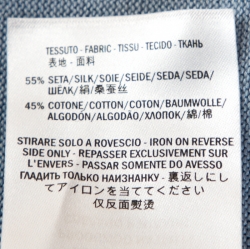 TESSUTO - FABRIC - TISSU - TECIDO - ТКАНЬ
表地 - 面料
55% SETA/SILK/SOIE/SEIDE/SEDA/SEDA/
ШЁЛК/絹/桑蚕丝
45% COTONE/COTTON/COTON/BAUMWOLLE/
ALGODÓN/ALGODÃO/ХЛОПОК/綿/棉
STIRARE SOLO A ROVESCIO - IRON ON REVERSE
SIDE ONLY - REPASSER EXCLUSIVEMENT SUR
L'ENVERS - PASSAR SOMENTE DO AVESSO
ГЛАДИТЬ ТОЛЬКО НАИЗНАНКУ - 裏返しにし
てアイロンを当ててください
仅反面熨烫